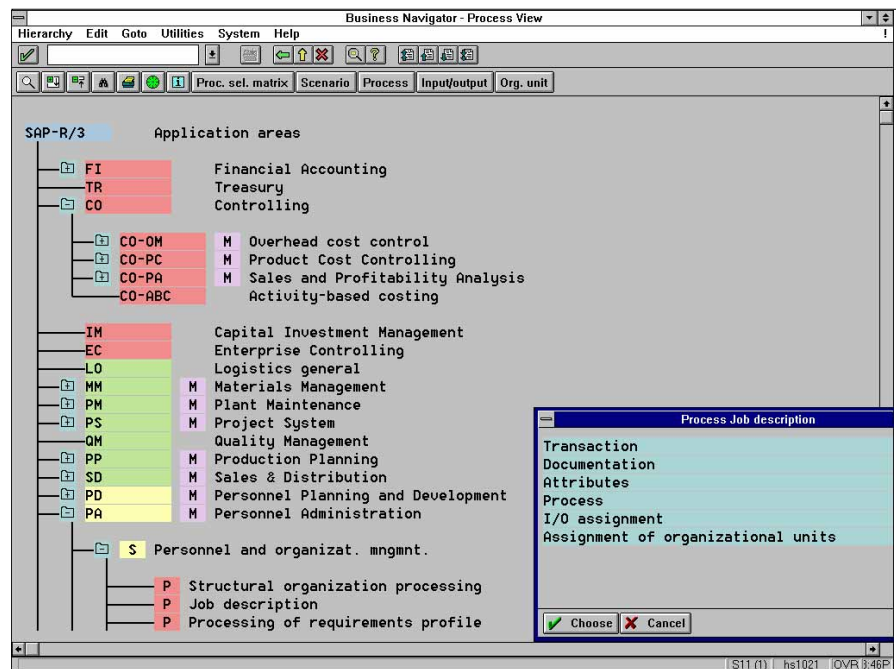 Business Navigator - Process View
Hierarchy Edit Goto Utilities System Help !
Proc. sel. matrix Scenario Process Input/output Org. unit
SAP-R/3 Application areas
FI Financial Accounting
TR Treasury
CO Controlling
CO-OM M Overhead cost control
CO-PC M Product Cost Controlling
CO-PA M Sales and Profitability Analysis
CO-ABC Activity-based costing
IM Capital Investment Management
EC Enterprise Controlling
LO Logistics general
MM M Materials Management
PM M Plant Maintenance
PS M Project System
QM Quality Management
PP M Production Planning
SD M Sales & Distribution
PD M Personnel Planning and Development
PA M Personnel Administration
S Personnel and organizat. mngmnt.
P Structural organization processing
P Job description
P Processing of requirements profile
Process Job description
Transaction
Documentation
Attributes
Process
I/O assignment
Assignment of organizational units
Choose Cancel
S11 (1) hs1021 OVR